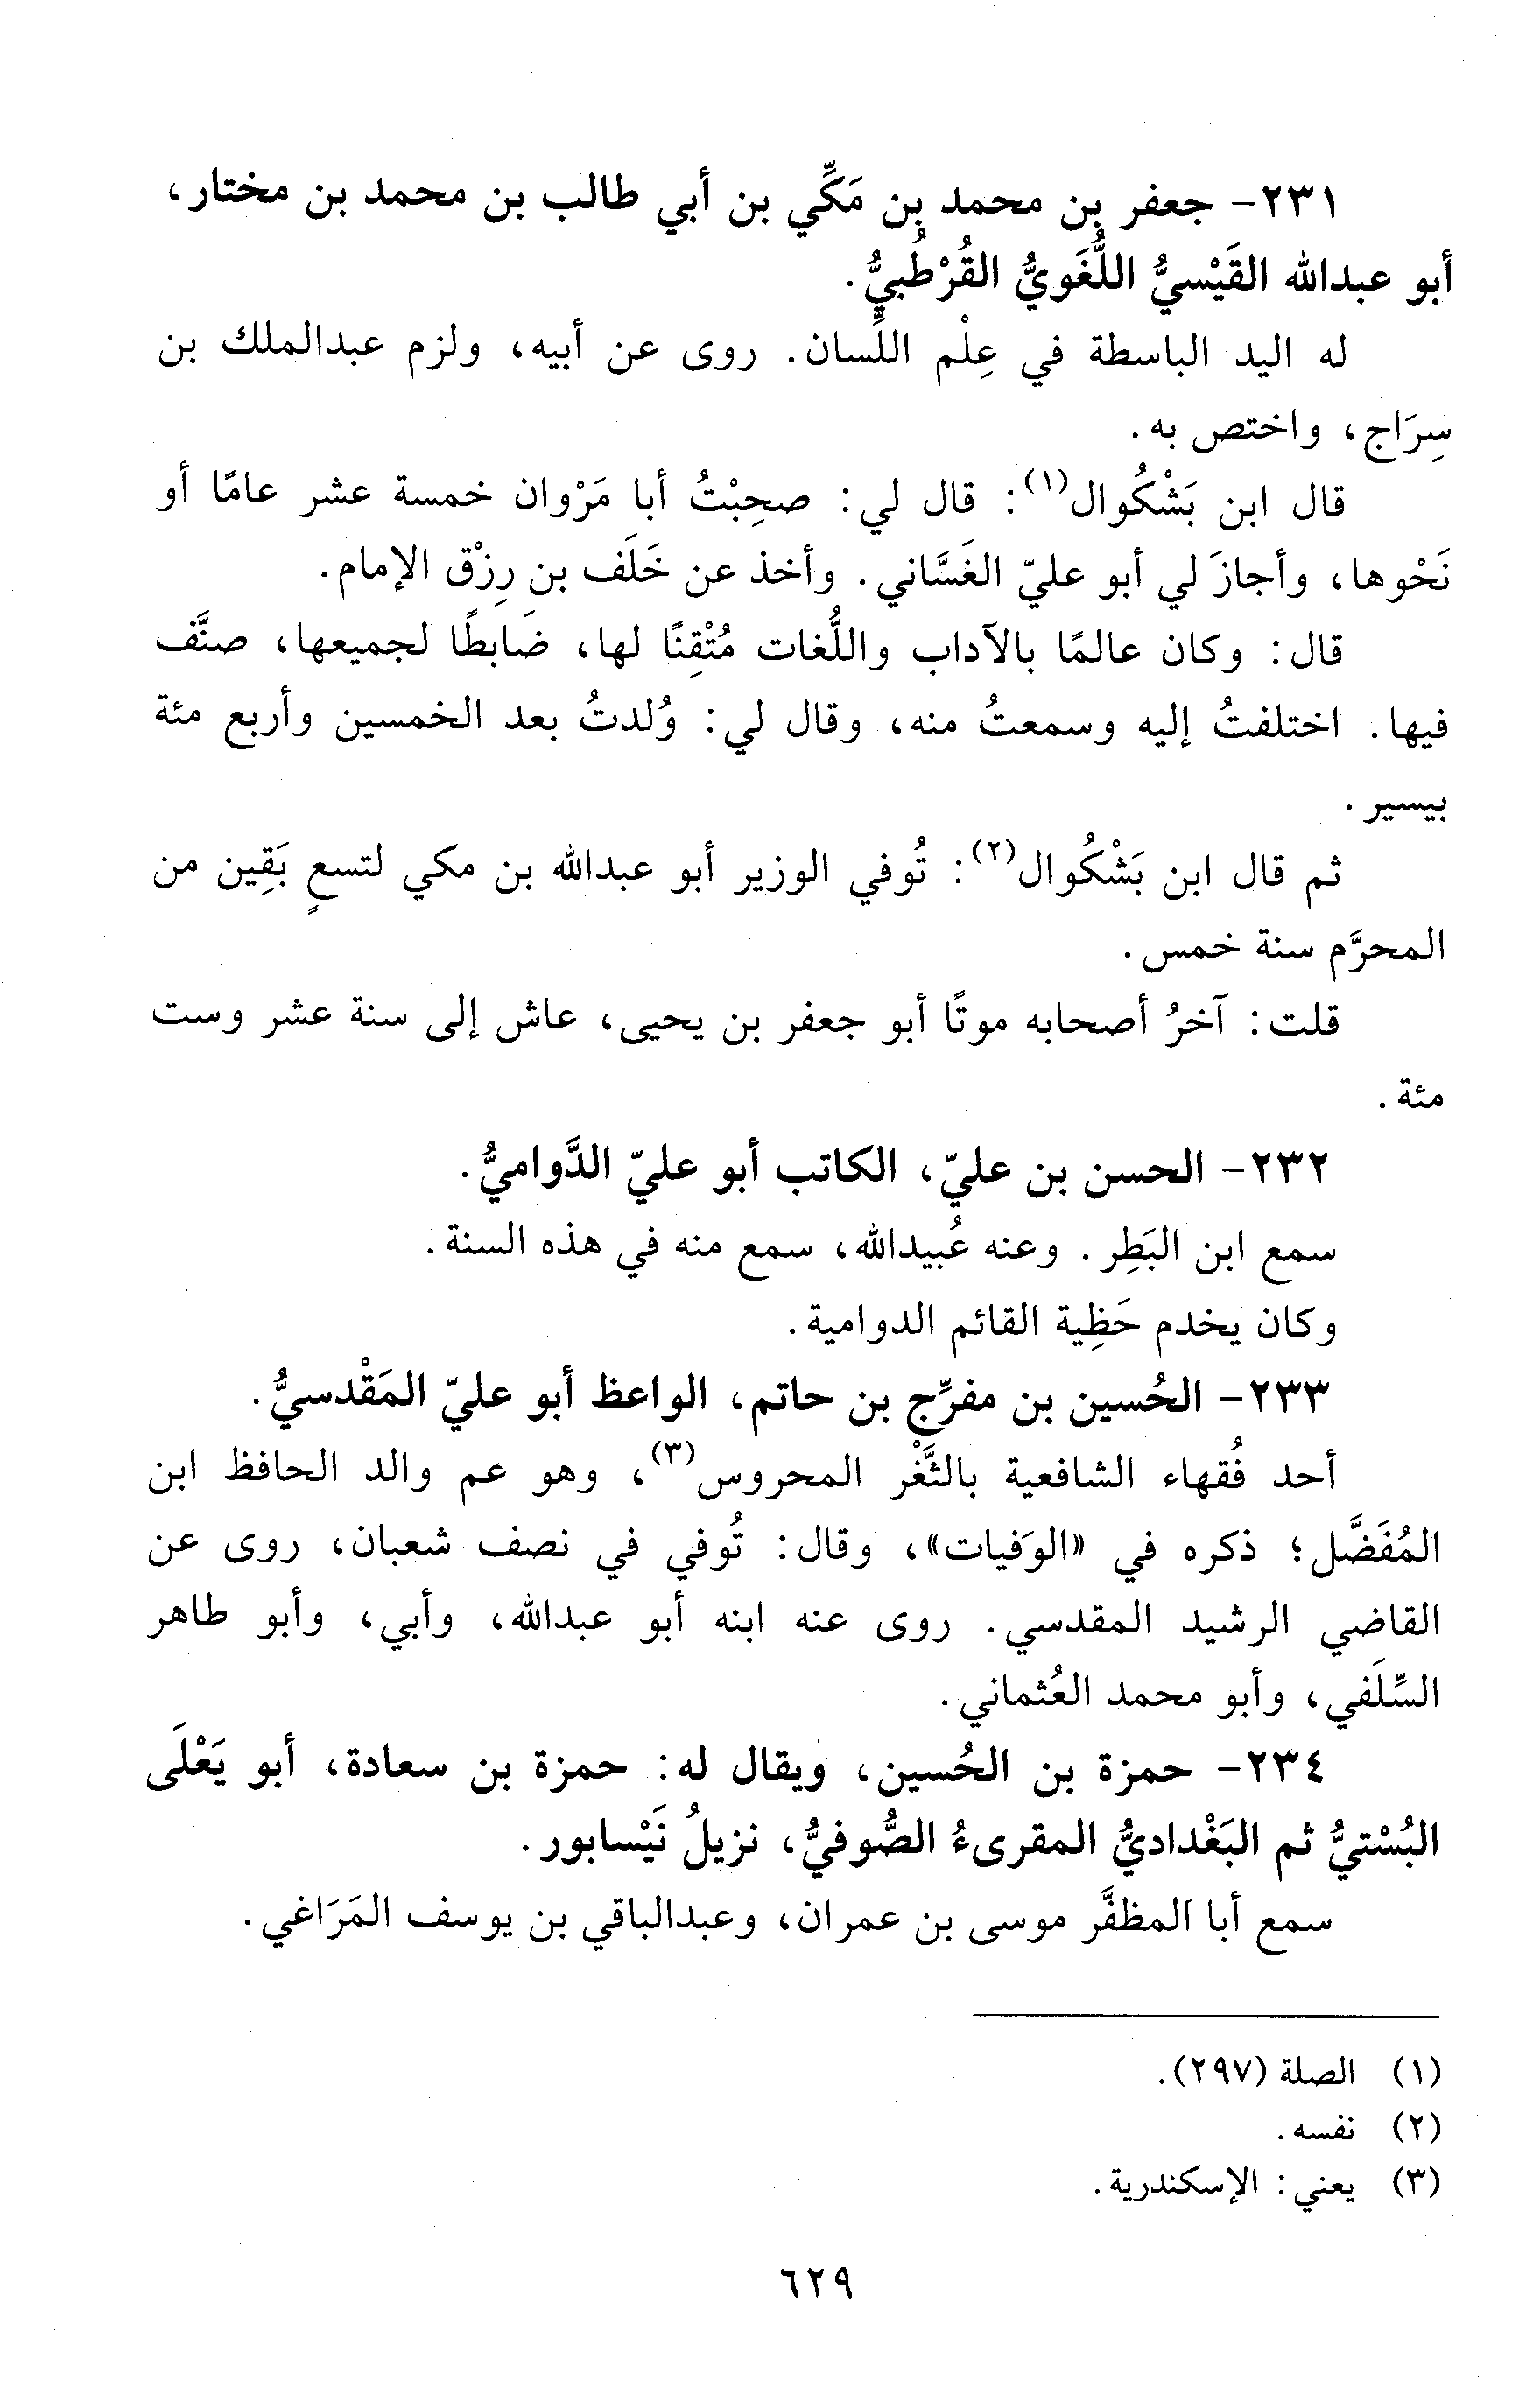 ٢٣١- جعفر بن محمد بن مَكِّي بن أبي طالب بن محمد بن مختار،
أبو عبدالله القَيْسيُّ اللُّغَويُّ القُرْطُبيُّ.
له اليد الباسطة في عِلْم اللِّسان. روى عن أبيه، ولزم عبدالملك بن
سِرَاج، واختص به.
قال ابن بَشْكُوال(١): قال لي: صحِبْتُ أبا مَرْوان خمسة عشر عامًا أو
نَحْوها، وأجازَ لي أبو عليّ الغَسَّاني. وأخذ عن خَلَف بن رِزْق الإمام.
قال: وكان عالمًا بالآداب واللُّغات مُتْقِنًا لها، ضَابطًا لجميعها، صنَّف
فيها. اختلفتُ إليه وسمعتُ منه، وقال لي: وُلدتُ بعد الخمسين وأربع مئة
بيسير.
ثم قال ابن بَشْكُوال(٢): تُوفي الوزير أبو عبدالله بن مكي لتسعٍ بَقِين من
المحرَّم سنة خمس.
قلت: آخرُ أصحابه موتًا أبو جعفر بن يحيى، عاش إلى سنة عشر وست
مئة.
٢٣٢- الحسن بن عليّ، الكاتب أبو عليّ الدَّواميُّ.
سمع ابن البَطِر. وعنه عُبيدالله، سمع منه في هذه السنة.
وكان يخدم حَظِية القائم الدوامية.
٢٣٣- الحُسين بن مفرِّج بن حاتم، الواعظ أبو عليّ المَقْدسيُّ.
أحد فُقهاء الشافعية بالثَّغْر المحروس(٣)، وهو عم والد الحافظ ابن
المُفَضَّل؛ ذكره في «الوَفيات»، وقال: تُوفي في نصف شعبان، روى عن
القاضي الرشيد المقدسي. روى عنه ابنه أبو عبدالله، وأبي، وأبو طاهر
السِّلَفي، وأبو محمد العُثماني.
٢٣٤- حمزة بن الحُسين، ويقال له: حمزة بن سعادة، أبو يَعْلَى
البُسْتيُّ ثم البَغْداديُّ المقرىءُ الصُّوفيُّ، نزيلُ نَيْسابور.
سمع أبا المظفَّر موسى بن عمران، وعبدالباقي بن يوسف المَرَاغي.
(١) الصلة (٢٩٧).
(٢) نفسه.
(٣) يعني: الإسكندرية.
٦٢٩